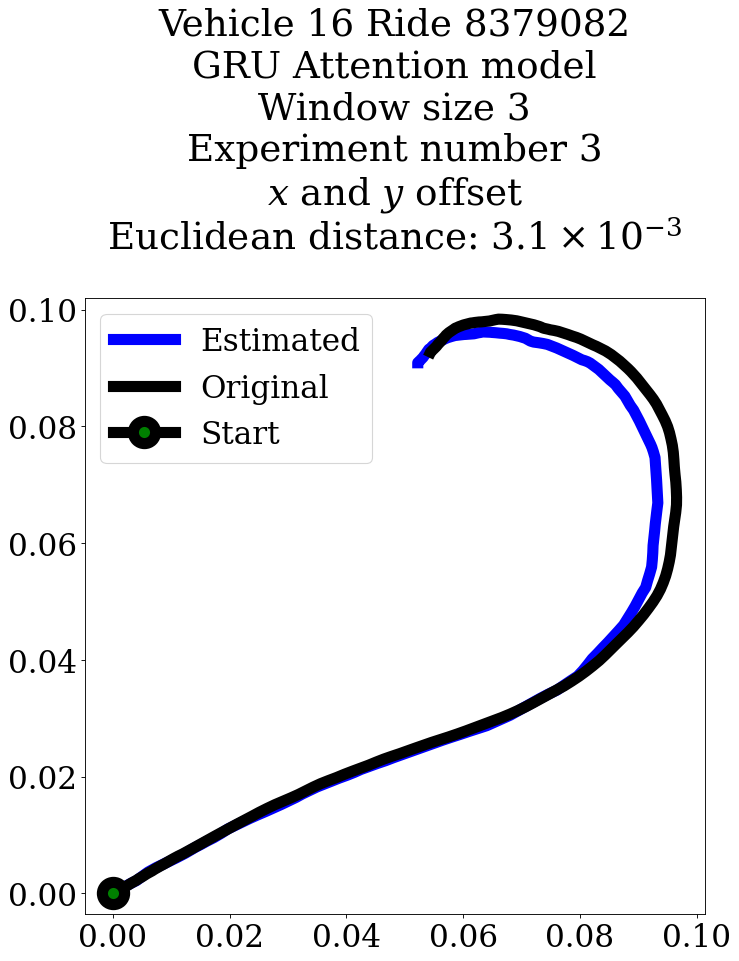 Vehicle 16 Ride 8379082
GRU Attention model
Window size 3
Experiment number 3
x and y offset
Euclidean distance: 3.1 × 10⁻³
0.10
Estimated
Original
0.08
Start
0.06
0.04
0.02
0.00
0.00 0.02 0.04 0.06 0.08 0.10